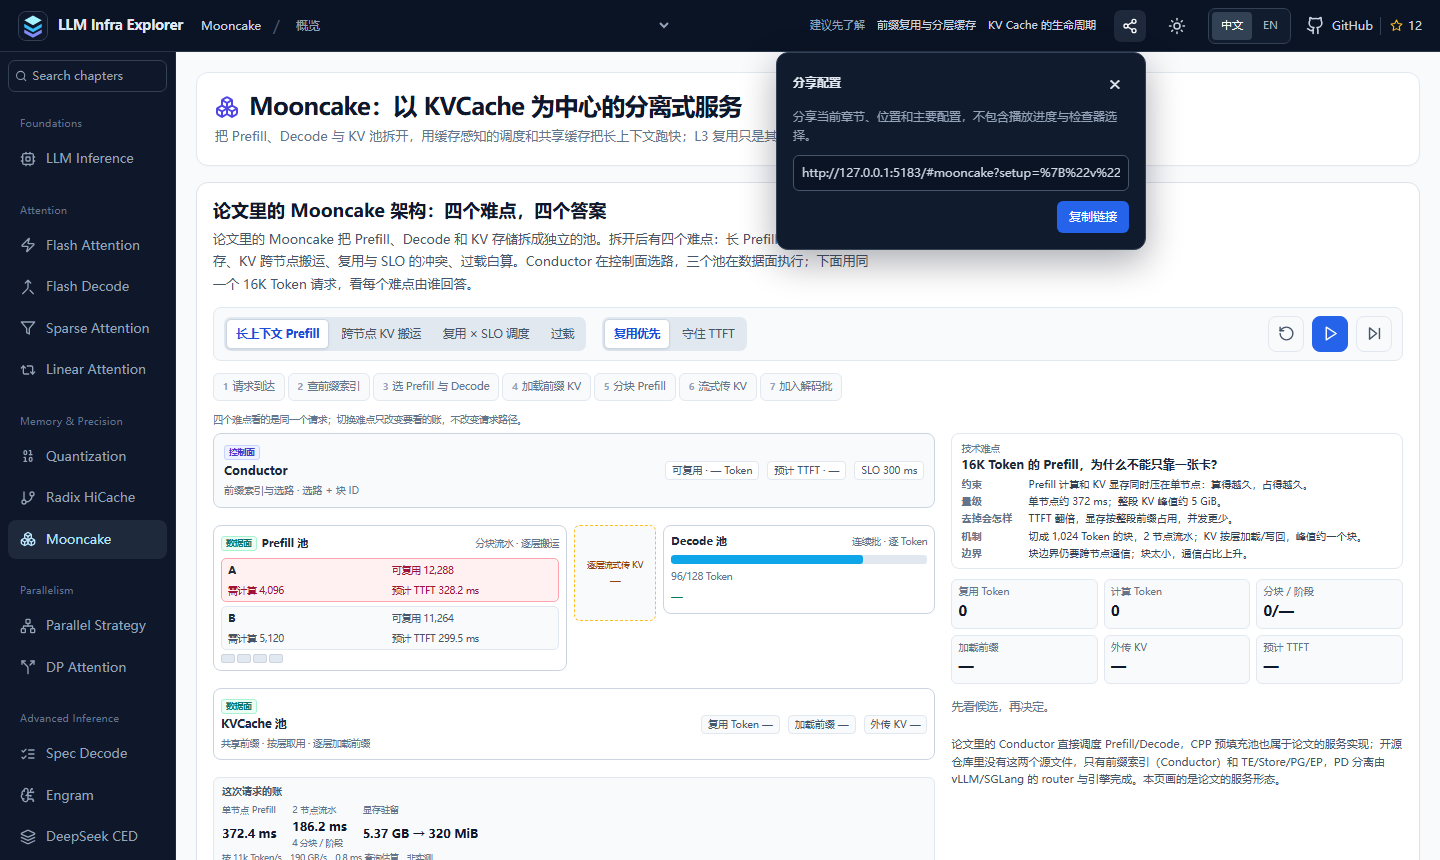 LLM Infra Explorer
Mooncake / 概览
建议先了解 前缀复用与分层缓存 KV Cache 的生命周期
中文 EN
GitHub
12
Search chapters
Foundations
LLM Inference
Attention
Flash Attention
Flash Decode
Sparse Attention
Linear Attention
Memory & Precision
Quantization
Radix HiCache
Mooncake
Parallelism
Parallel Strategy
DP Attention
Advanced Inference
Spec Decode
Engram
DeepSeek CED
Mooncake：以 KVCache 为中心的分离式服务
把 Prefill、Decode 与 KV 池拆开，用缓存感知的调度和共享缓存把长上下文跑快；L3 复用只是其
分享配置
分享当前章节、位置和主要配置，不包含播放进度与检查器选
择。
http://127.0.0.1:5183/#mooncake?setup=%7B%22v%22
复制链接
论文里的 Mooncake 架构：四个难点，四个答案
论文里的 Mooncake 把 Prefill、Decode 和 KV 存储拆成独立的池。拆开后有四个难点：长 Prefill
存、KV 跨节点搬运、复用与 SLO 的冲突、过载白算。Conductor 在控制面选路，三个池在数据面执行；下面用同
一个 16K Token 请求，看每个难点由谁回答。
长上下文 Prefill 跨节点 KV 搬运 复用 × SLO 调度 过载
复用优先 守住 TTFT
1 请求到达 2 查前缀索引 3 选 Prefill 与 Decode 4 加载前缀 KV 5 分块 Prefill 6 流式传 KV 7 加入解码批
四个难点看的是同一个请求；切换难点只改变要看的账，不改变请求路径。
控制面
Conductor
前缀索引与选路 · 选路 + 块 ID
可复用 · — Token 预计 TTFT · — SLO 300 ms
数据面 Prefill 池 分块流水 · 逐层搬运
A 可复用 12,288
需计算 4,096 预计 TTFT 328.2 ms
B 可复用 11,264
需计算 5,120 预计 TTFT 299.5 ms
逐层流式传 KV
—
Decode 池 连续批 · 逐 Token
96/128 Token
—
数据面
KVCache 池
共享前缀 · 按层取用 · 逐层加载前缀
复用 Token — 加载前缀 — 外传 KV —
这次请求的账
单节点 Prefill 2 节点流水 显存驻留
372.4 ms 186.2 ms 5.37 GB → 320 MiB
4 分块 / 阶段
按 11k Token/s、190 GB/s、0.8 ms 查询估算，非实测
技术难点
16K Token 的 Prefill，为什么不能只靠一张卡？
约束 Prefill 计算和 KV 显存同时压在单节点：算得越久，占得越久。
量级 单节点约 372 ms；整段 KV 峰值约 5 GiB。
去掉会怎样 TTFT 翻倍，显存按整段前缀占用，并发更少。
机制 切成 1,024 Token 的块，2 节点流水；KV 按层加载/写回，峰值约一个块。
边界 块边界仍要跨节点通信；块太小，通信占比上升。
复用 Token 计算 Token 分块 / 阶段
0 0 0/—
加载前缀 外传 KV 预计 TTFT
— — —
先看候选，再决定。
论文里的 Conductor 直接调度 Prefill/Decode，CPP 预填充池也属于论文的服务实现；开源
仓库里没有这两个源文件，只有前缀索引（Conductor）和 TE/Store/PG/EP，PD 分离由
vLLM/SGLang 的 router 与引擎完成。本页画的是论文的服务形态。